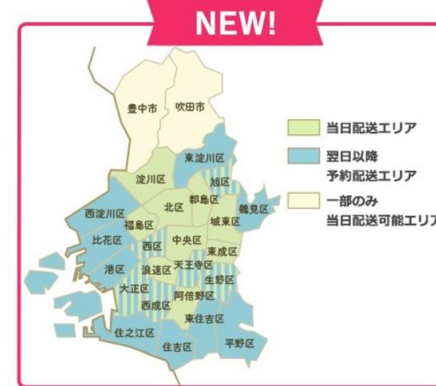 NEW!
豊中市
吹田市
当日配送エリア
翌日以降
予約配送エリア
一部のみ
当日配送可能エリア
東淀川区
淀川区
旭区
西淀川区
北区
都島区
鶴見区
福島区
城東区
此花区
西区
中央区
東成区
港区
浪速区
天王寺区
生野区
大正区
西成区
阿倍野区
東住吉区
住之江区
住吉区
平野区